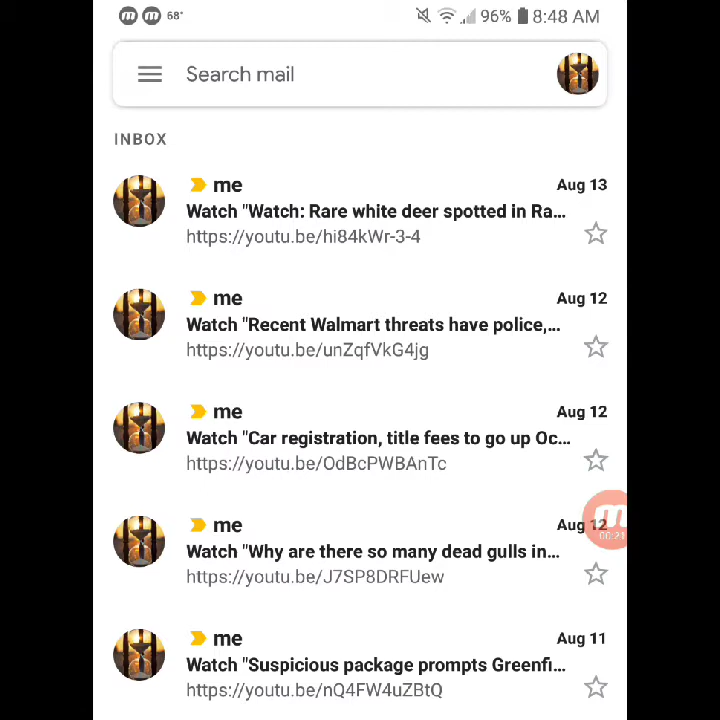 68°
96% 8:48 AM
Search mail
INBOX
me Aug 13
Watch "Watch: Rare white deer spotted in Ra...
https://youtu.be/hi84kWr-3-4
me Aug 12
Watch "Recent Walmart threats have police,...
https://youtu.be/unZqfVkG4jg
me Aug 12
Watch "Car registration, title fees to go up Oc...
https://youtu.be/OdBcPWBAnTc
me Aug 12
00:21
Watch "Why are there so many dead gulls in...
https://youtu.be/J7SP8DRFUew
me Aug 11
Watch "Suspicious package prompts Greenfi...
https://youtu.be/nQ4FW4uZBtQ